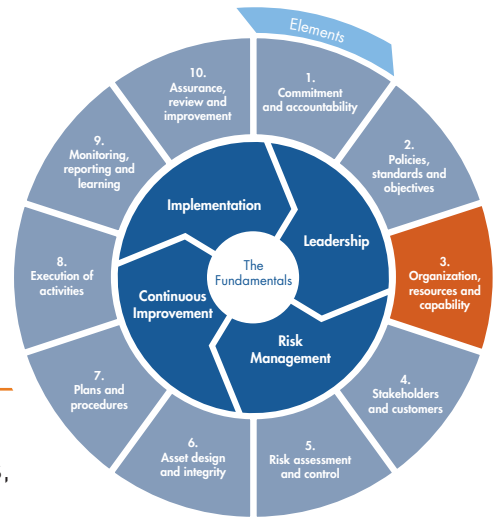 Elements
1.
Commitment
and accountability
2.
Policies,
standards and
objectives
3.
Organization,
resources and
capability
4.
Stakeholders
and customers
5.
Risk assessment
and control
6.
Asset design
and integrity
7.
Plans and
procedures
8.
Execution of
activities
9.
Monitoring,
reporting and
learning
10.
Assurance,
review and
improvement
Leadership
Risk
Management
Continuous
Improvement
Implementation
The
Fundamentals
,